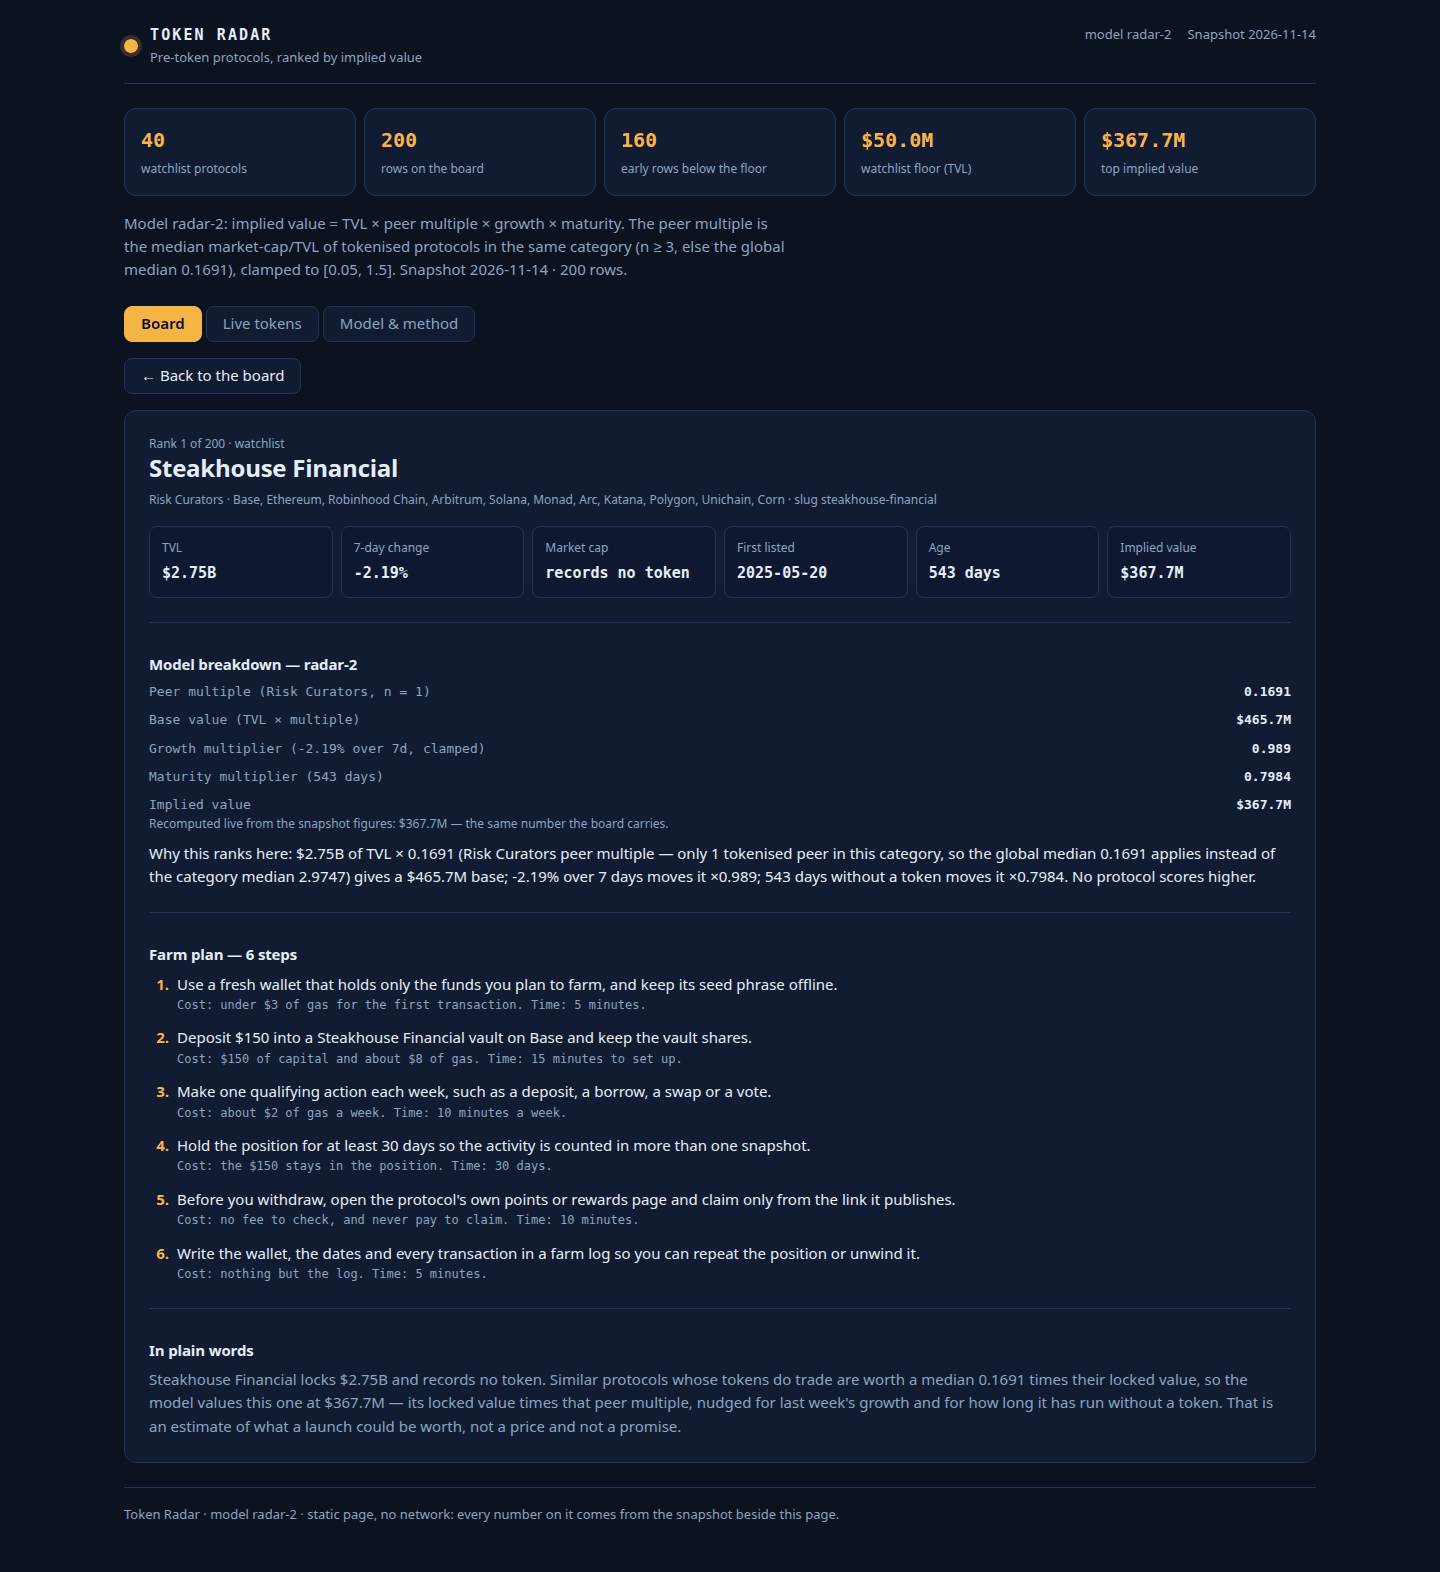 TOKEN RADAR
Pre-token protocols, ranked by implied value
model radar-2 Snapshot 2026-11-14
40
watchlist protocols
200
rows on the board
160
early rows below the floor
$50.0M
watchlist floor (TVL)
$367.7M
top implied value
Model radar-2: implied value = TVL × peer multiple × growth × maturity. The peer multiple is
the median market-cap/TVL of tokenised protocols in the same category (n ≥ 3, else the global
median 0.1691), clamped to [0.05, 1.5]. Snapshot 2026-11-14 · 200 rows.
Board
Live tokens
Model & method
← Back to the board
Rank 1 of 200 · watchlist
Steakhouse Financial
Risk Curators · Base, Ethereum, Robinhood Chain, Arbitrum, Solana, Monad, Arc, Katana, Polygon, Unichain, Corn · slug steakhouse-financial
TVL
$2.75B
7-day change
-2.19%
Market cap
records no token
First listed
2025-05-20
Age
543 days
Implied value
$367.7M
Model breakdown — radar-2
Peer multiple (Risk Curators, n = 1) 0.1691
Base value (TVL × multiple) $465.7M
Growth multiplier (-2.19% over 7d, clamped) 0.989
Maturity multiplier (543 days) 0.7984
Implied value $367.7M
Recomputed live from the snapshot figures: $367.7M — the same number the board carries.
Why this ranks here: $2.75B of TVL × 0.1691 (Risk Curators peer multiple — only 1 tokenised peer in this category, so the global median 0.1691 applies instead of
the category median 2.9747) gives a $465.7M base; -2.19% over 7 days moves it ×0.989; 543 days without a token moves it ×0.7984. No protocol scores higher.
Farm plan — 6 steps
1. Use a fresh wallet that holds only the funds you plan to farm, and keep its seed phrase offline.
Cost: under $3 of gas for the first transaction. Time: 5 minutes.
2. Deposit $150 into a Steakhouse Financial vault on Base and keep the vault shares.
Cost: $150 of capital and about $8 of gas. Time: 15 minutes to set up.
3. Make one qualifying action each week, such as a deposit, a borrow, a swap or a vote.
Cost: about $2 of gas a week. Time: 10 minutes a week.
4. Hold the position for at least 30 days so the activity is counted in more than one snapshot.
Cost: the $150 stays in the position. Time: 30 days.
5. Before you withdraw, open the protocol's own points or rewards page and claim only from the link it publishes.
Cost: no fee to check, and never pay to claim. Time: 10 minutes.
6. Write the wallet, the dates and every transaction in a farm log so you can repeat the position or unwind it.
Cost: nothing but the log. Time: 5 minutes.
In plain words
Steakhouse Financial locks $2.75B and records no token. Similar protocols whose tokens do trade are worth a median 0.1691 times their locked value, so the
model values this one at $367.7M — its locked value times that peer multiple, nudged for last week's growth and for how long it has run without a token. That is
an estimate of what a launch could be worth, not a price and not a promise.
Token Radar · model radar-2 · static page, no network: every number on it comes from the snapshot beside this page.